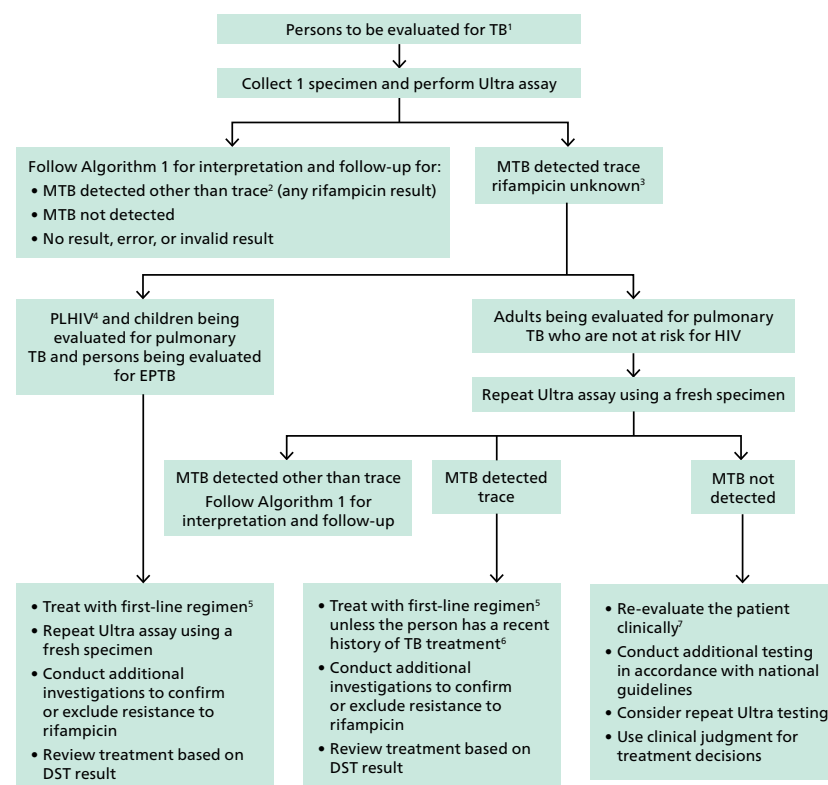 Persons to be evaluated for TB¹
Collect 1 specimen and perform Ultra assay
Follow Algorithm 1 for interpretation and follow-up for:
• MTB detected other than trace² (any rifampicin result)
• MTB not detected
• No result, error, or invalid result
MTB detected trace
rifampicin unknown³
PLHIV⁴ and children being
evaluated for pulmonary
TB and persons being evaluated
for EPTB
Adults being evaluated for pulmonary
TB who are not at risk for HIV
Repeat Ultra assay using a fresh specimen
MTB detected other than trace
Follow Algorithm 1 for
interpretation and follow-up
MTB detected
trace
MTB not
detected
• Treat with first-line regimen⁵
• Repeat Ultra assay using a
fresh specimen
• Conduct additional
investigations to confirm
or exclude resistance to
rifampicin
• Review treatment based on
DST result
• Treat with first-line regimen⁵
unless the person has a recent
history of TB treatment⁶
• Conduct additional
investigations to confirm
or exclude resistance to
rifampicin
• Review treatment based on
DST result
• Re-evaluate the patient
clinically⁷
• Conduct additional testing
in accordance with national
guidelines
• Consider repeat Ultra testing
• Use clinical judgment for
treatment decisions